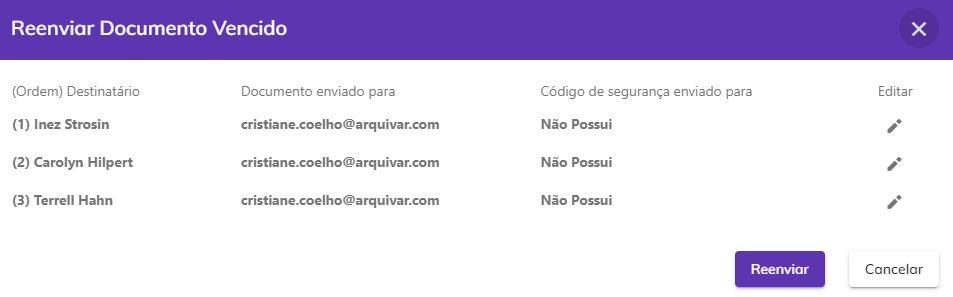 Reenviar Documento Vencido
(Ordem) Destinatário Documento enviado para Código de segurança enviado para Editar
(1) Inez Strosin cristiane.coelho@arquivar.com Não Possui
(2) Carolyn Hilpert cristiane.coelho@arquivar.com Não Possui
(3) Terrell Hahn cristiane.coelho@arquivar.com Não Possui
Reenviar Cancelar